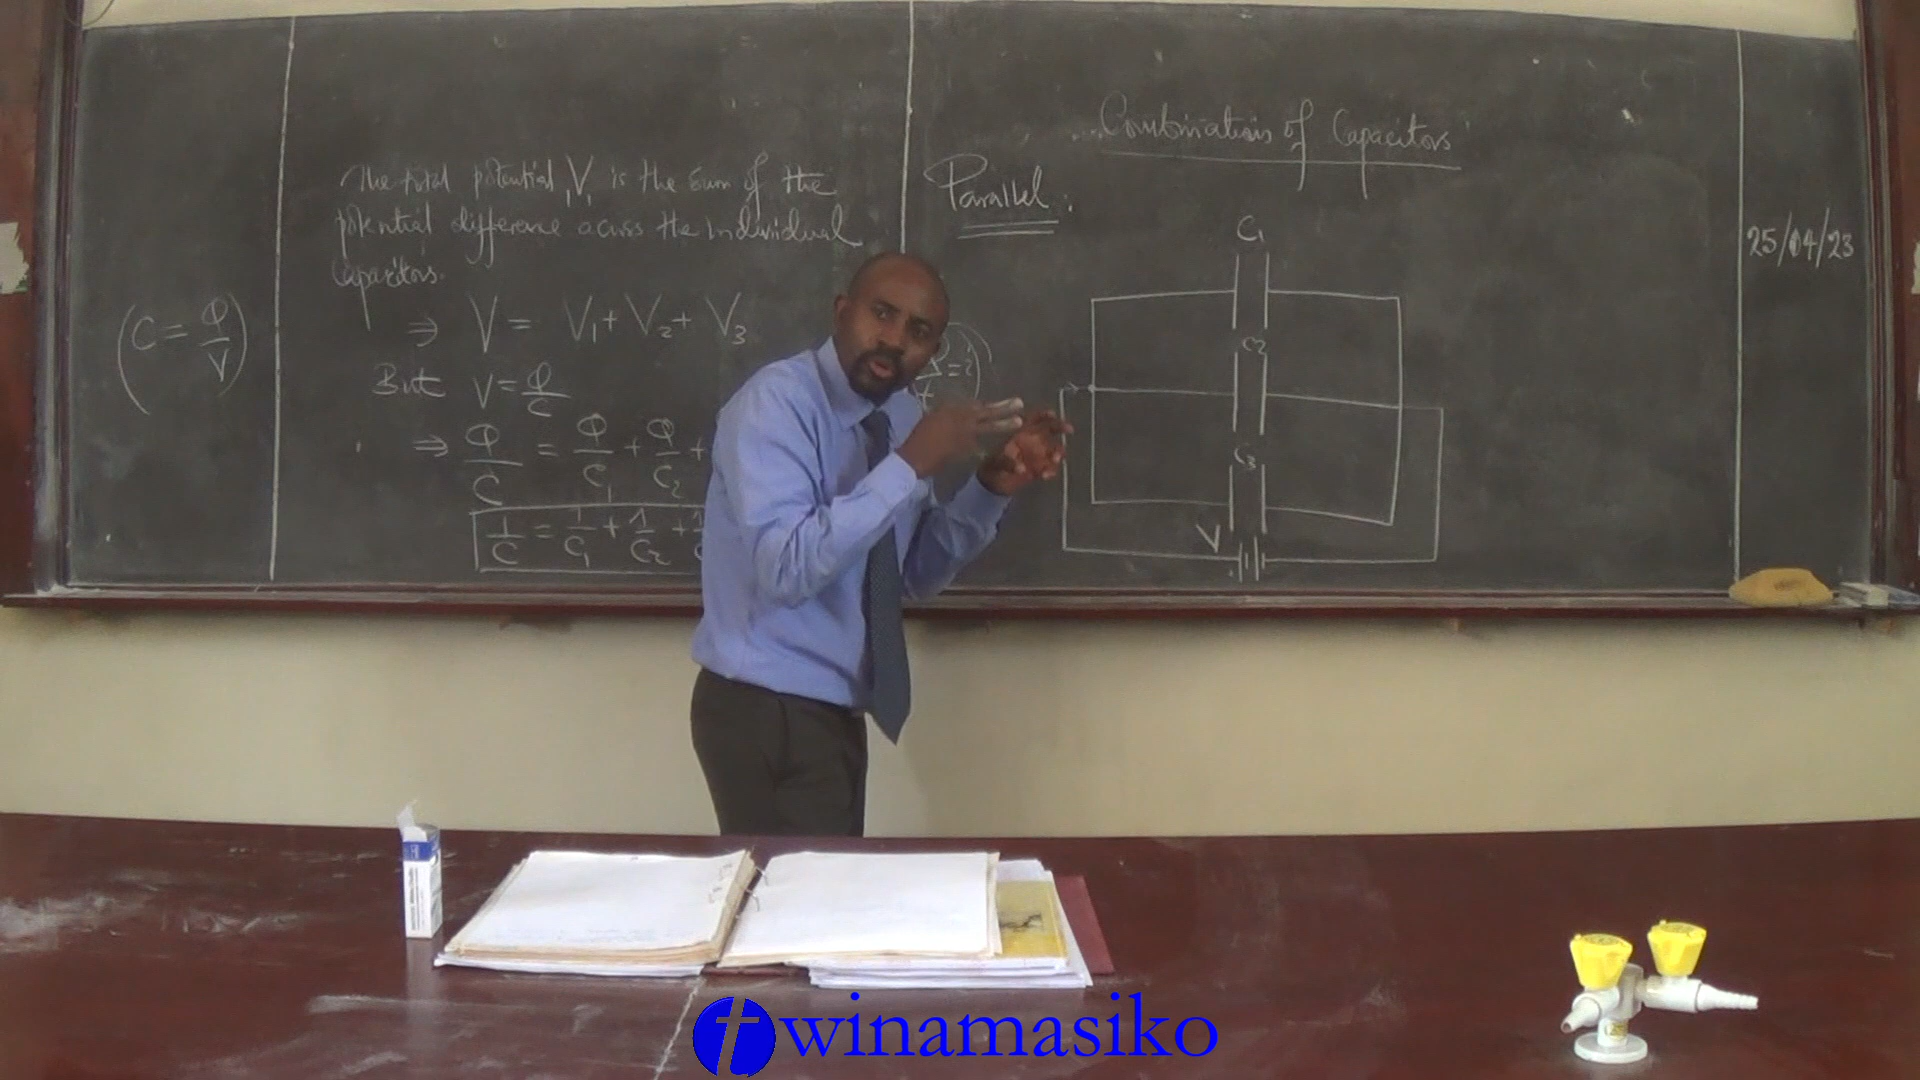 Combinations of Capacitors
The total potential, V, is the sum of the
potential difference across the individual
Capacitors.
⇒ V = V₁ + V₂ + V₃
But V = Q/C
⇒ Q/C = Q/C₁ + Q/C₂ +
1/C = 1/C₁ + 1/C₂ +
(C = Q/V)
Parallel:
C₁
C2
C₃
V
25/04/23
twinamasiko